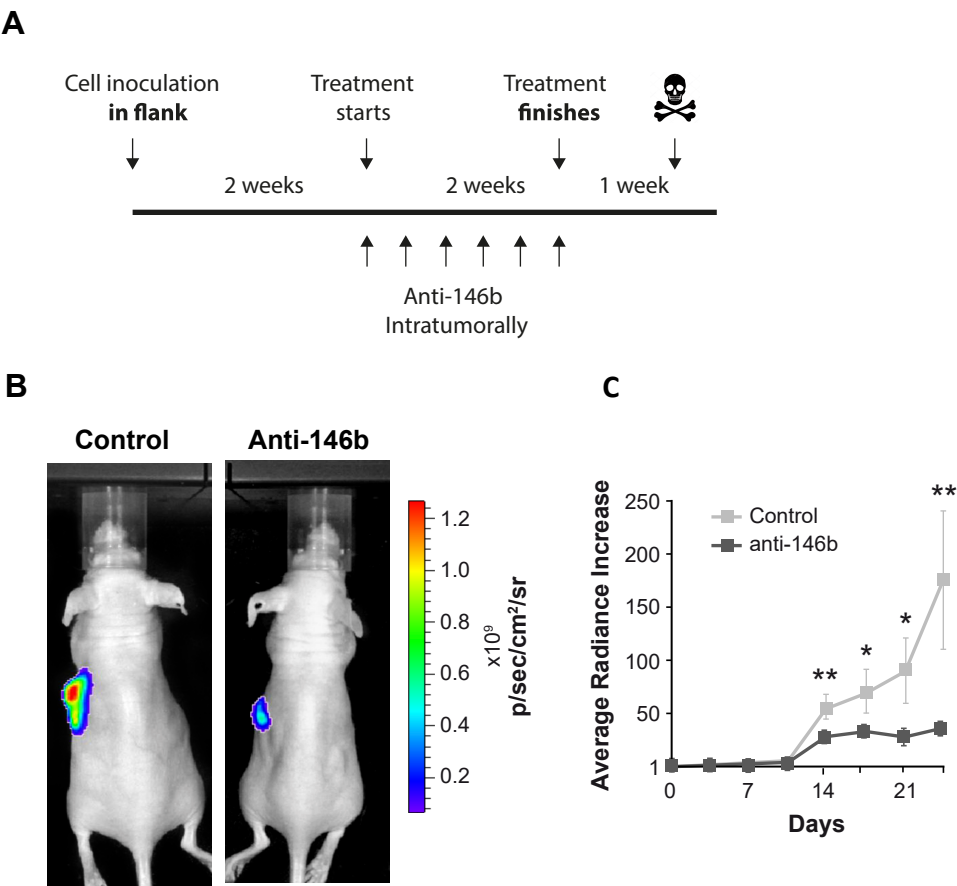 A
Cell inoculation
in flank
Treatment
starts
Treatment
finishes
2 weeks
2 weeks
1 week
Anti-146b
Intratumorally
B
Control
Anti-146b
1.2
1.0
0.8
0.6
0.4
0.2
x10⁹
p/sec/cm²/sr
C
Average Radiance Increase
250
200
150
100
50
1
Control
anti-146b
**
*
*
**
0
7
14
21
Days